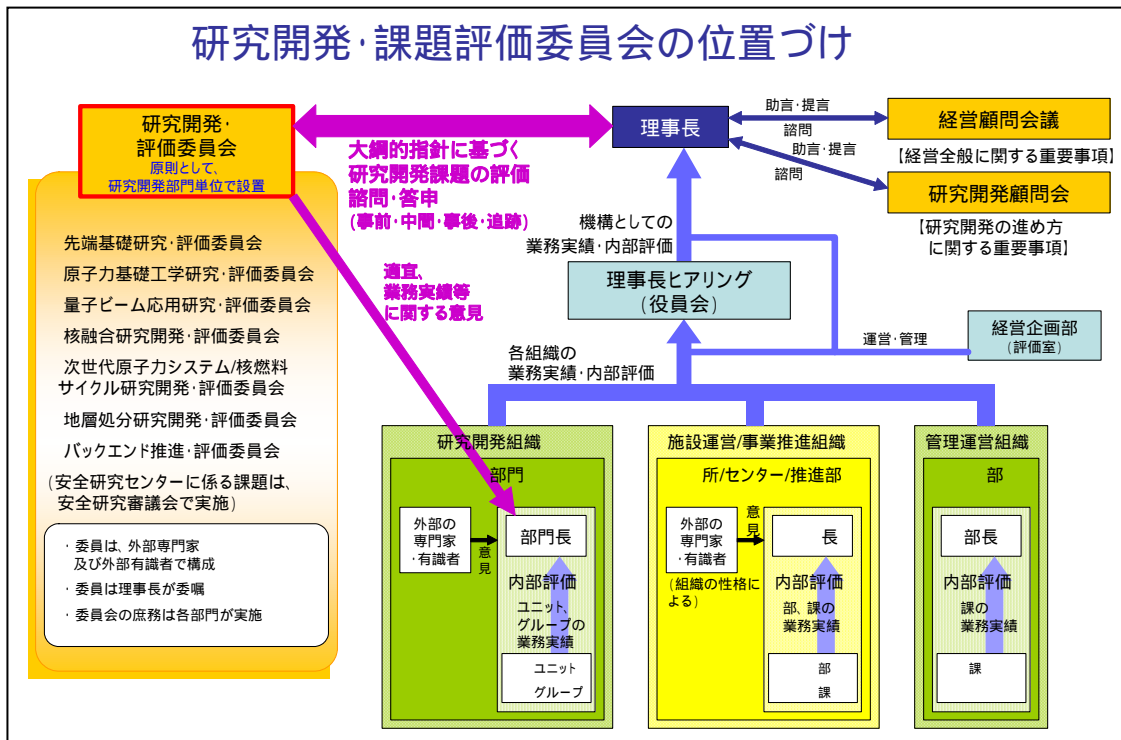 研究開発・課題評価委員会の位置づけ
研究開発・
評価委員会
原則として、
研究開発部門単位で設置
先端基礎研究・評価委員会
原子力基礎工学研究・評価委員会
量子ビーム応用研究・評価委員会
核融合研究開発・評価委員会
次世代原子力システム/核燃料
サイクル研究開発・評価委員会
地層処分研究開発・評価委員会
バックエンド推進・評価委員会
(安全研究センターに係る課題は、
安全研究審議会で実施)
・委員は、外部専門家
及び外部有識者で構成
・委員は理事長が委嘱
・委員会の庶務は各部門が実施
大綱的指針に基づく
研究開発課題の評価
諮問・答申
(事前・中間・事後・追跡)
適宜、
業務実績等
に関する意見
理事長
助言・提言
諮問
助言・提言
諮問
経営顧問会議
【経営全般に関する重要事項】
研究開発顧問会
【研究開発の進め方
に関する重要事項】
機構としての
業務実績・内部評価
理事長ヒアリング
(役員会)
運営・管理
経営企画部
(評価室)
各組織の
業務実績・内部評価
研究開発組織
部門
外部の
専門家
・有識者
意見
部門長
内部評価
ユニット、
グループの
業務実績
ユニット
グループ
施設運営/事業推進組織
所/センター/推進部
外部の
専門家
・有識者
意見
(組織の性格に
よる)
長
内部評価
部、課の
業務実績
部
課
管理運営組織
部
部長
内部評価
課の
業務実績
課